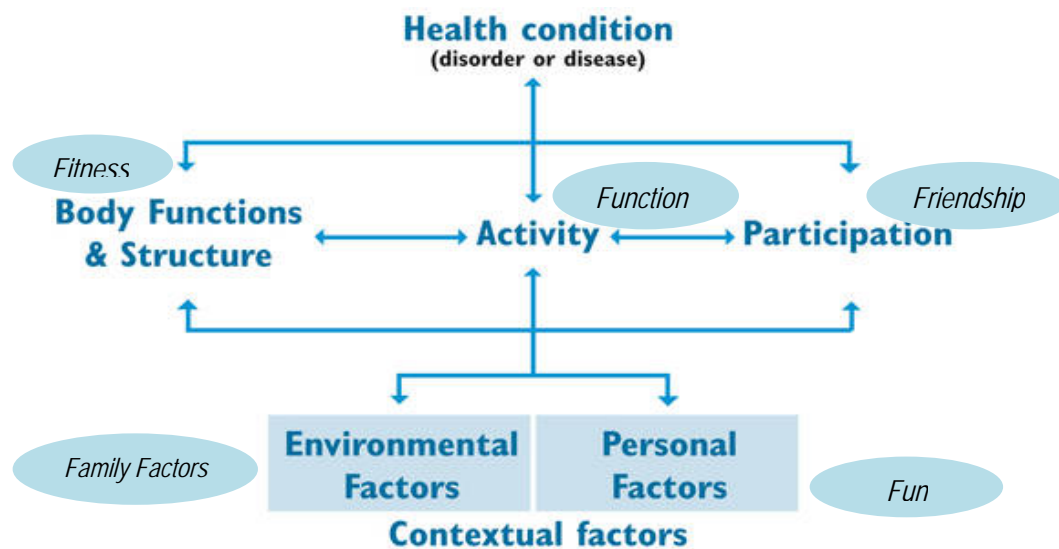 Health condition
(disorder or disease)
Fitness
Body Functions
& Structure
Function
Activity
Friendship
Participation
Family Factors
Environmental
Factors
Personal
Factors
Fun
Contextual factors